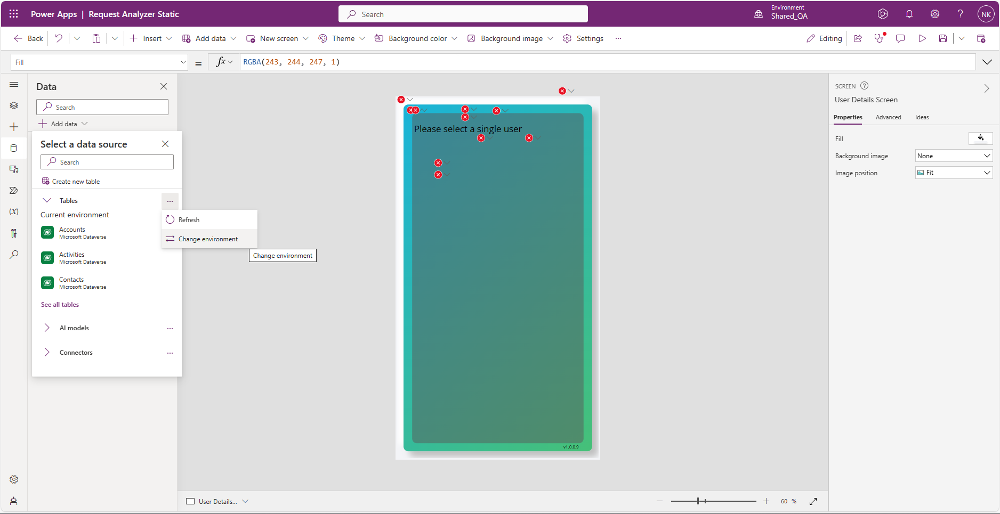 Power Apps | Request Analyzer Static
Search
Environment
Shared_QA
NK
Back
Insert
Add data
New screen
Theme
Background color
Background image
Settings
...
Editing
Fill
=
fx
RGBA(243, 244, 247, 1)
Data
Search
Add data
Select a data source
Search
Create new table
Tables
...
Current environment
Accounts
Microsoft Dataverse
Activities
Microsoft Dataverse
Contacts
Microsoft Dataverse
See all tables
AI models
...
Connectors
...
Refresh
Change environment
Change environment
(x)
Please select a single user
v1.0.0.9
SCREEN
User Details Screen
Properties
Advanced
Ideas
Fill
Background image
None
Image position
Fit
User Details...
60 %